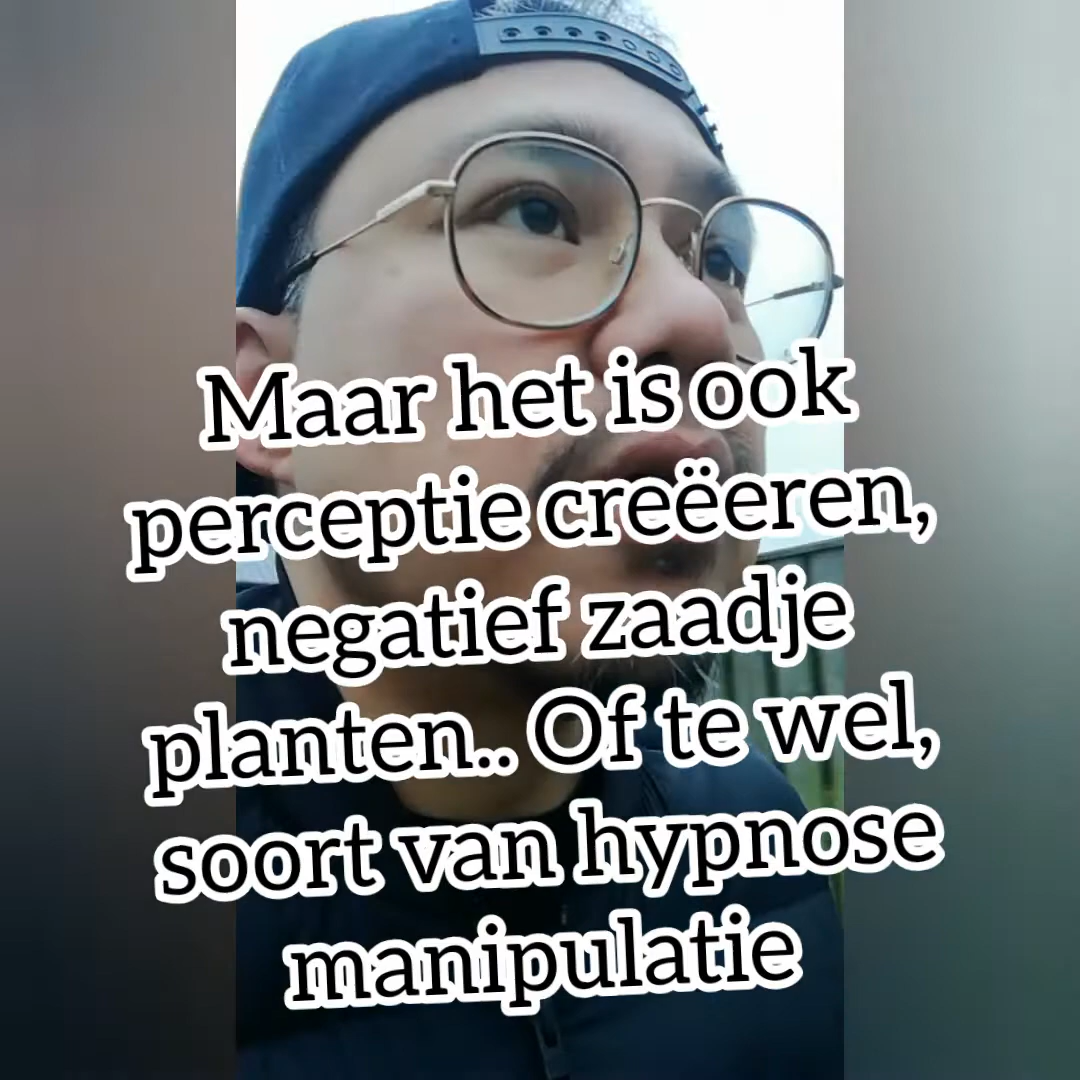 Maar het is ook
perceptie creëeren,
negatief zaadje
planten.. Of te wel,
soort van hypnose
manipulatie